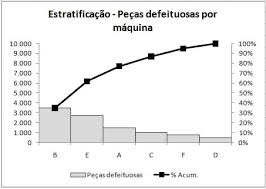 Estratificação - Peças defeituosas por
máquina
10.000 100%
9.000 90%
8.000 80%
7.000 70%
6.000 60%
5.000 50%
4.000 40%
3.000 30%
2.000 20%
1.000 10%
0 0%
B E A C F D
Peças defeituosas % Acum.